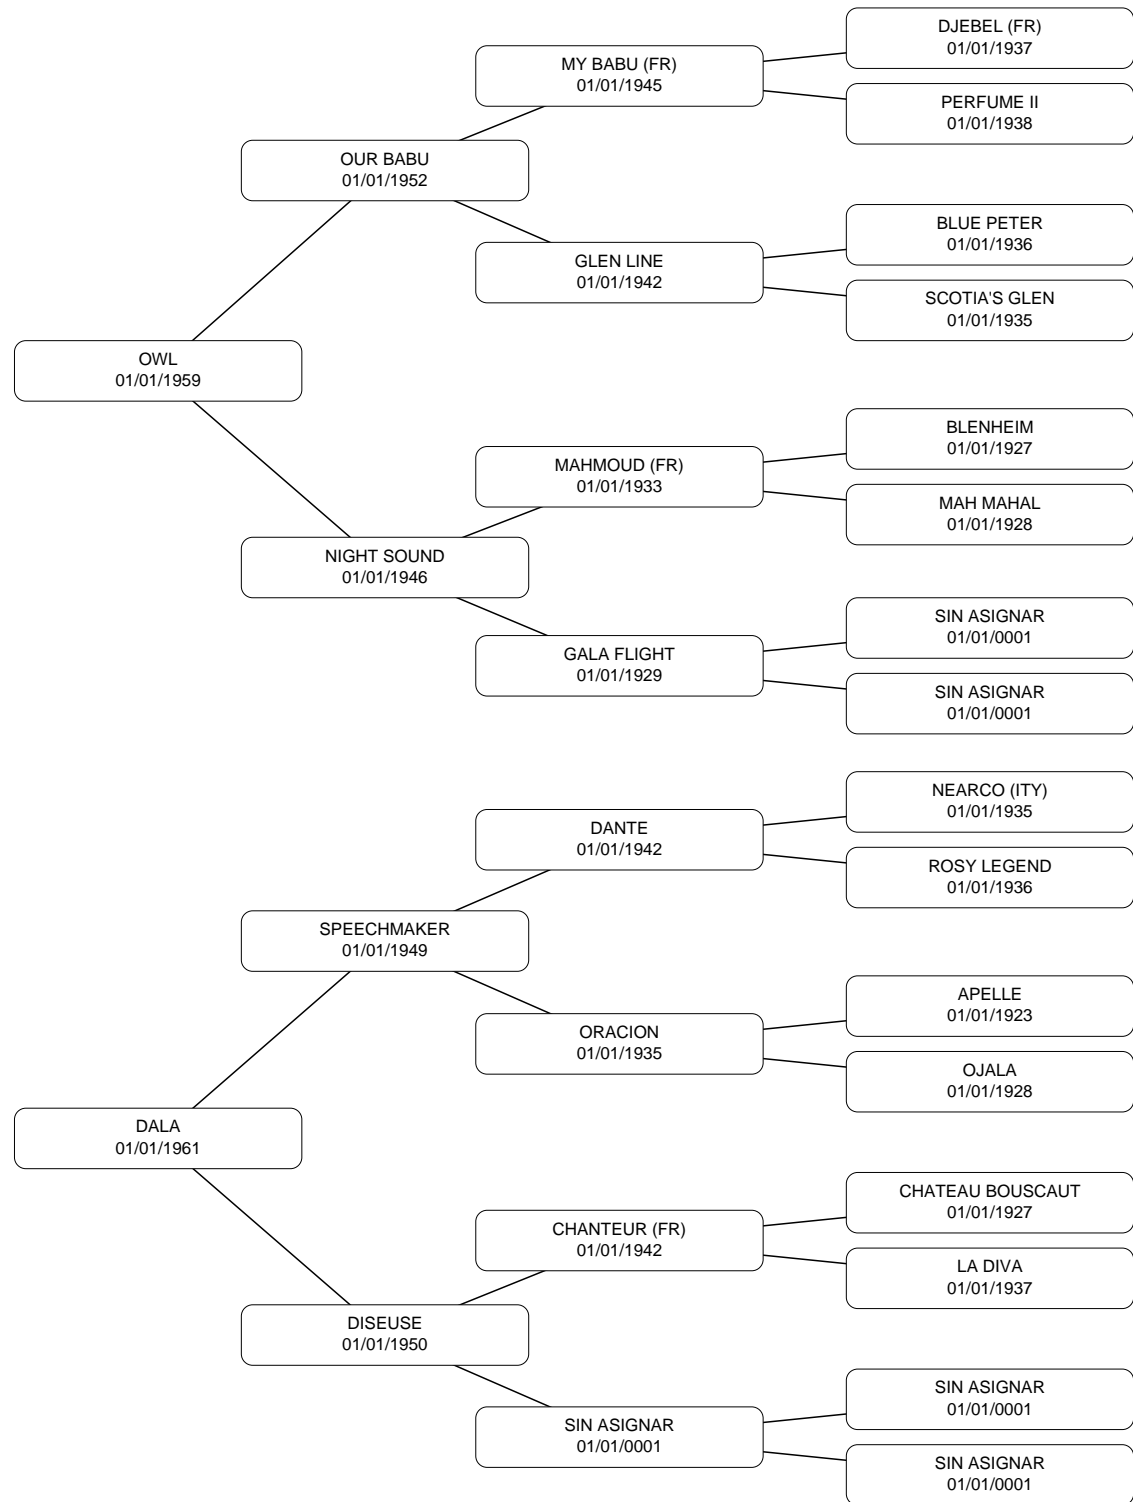 DJEBEL (FR)
01/01/1937
MY BABU (FR)
01/01/1945
PERFUME II
01/01/1938
OUR BABU
01/01/1952
BLUE PETER
01/01/1936
GLEN LINE
01/01/1942
SCOTIA'S GLEN
01/01/1935
OWL
01/01/1959
BLENHEIM
01/01/1927
MAHMOUD (FR)
01/01/1933
MAH MAHAL
01/01/1928
NIGHT SOUND
01/01/1946
SIN ASIGNAR
01/01/0001
GALA FLIGHT
01/01/1929
SIN ASIGNAR
01/01/0001
NEARCO (ITY)
01/01/1935
DANTE
01/01/1942
ROSY LEGEND
01/01/1936
SPEECHMAKER
01/01/1949
APELLE
01/01/1923
ORACION
01/01/1935
OJALA
01/01/1928
DALA
01/01/1961
CHATEAU BOUSCAUT
01/01/1927
CHANTEUR (FR)
01/01/1942
LA DIVA
01/01/1937
DISEUSE
01/01/1950
SIN ASIGNAR
01/01/0001
SIN ASIGNAR
01/01/0001
SIN ASIGNAR
01/01/0001